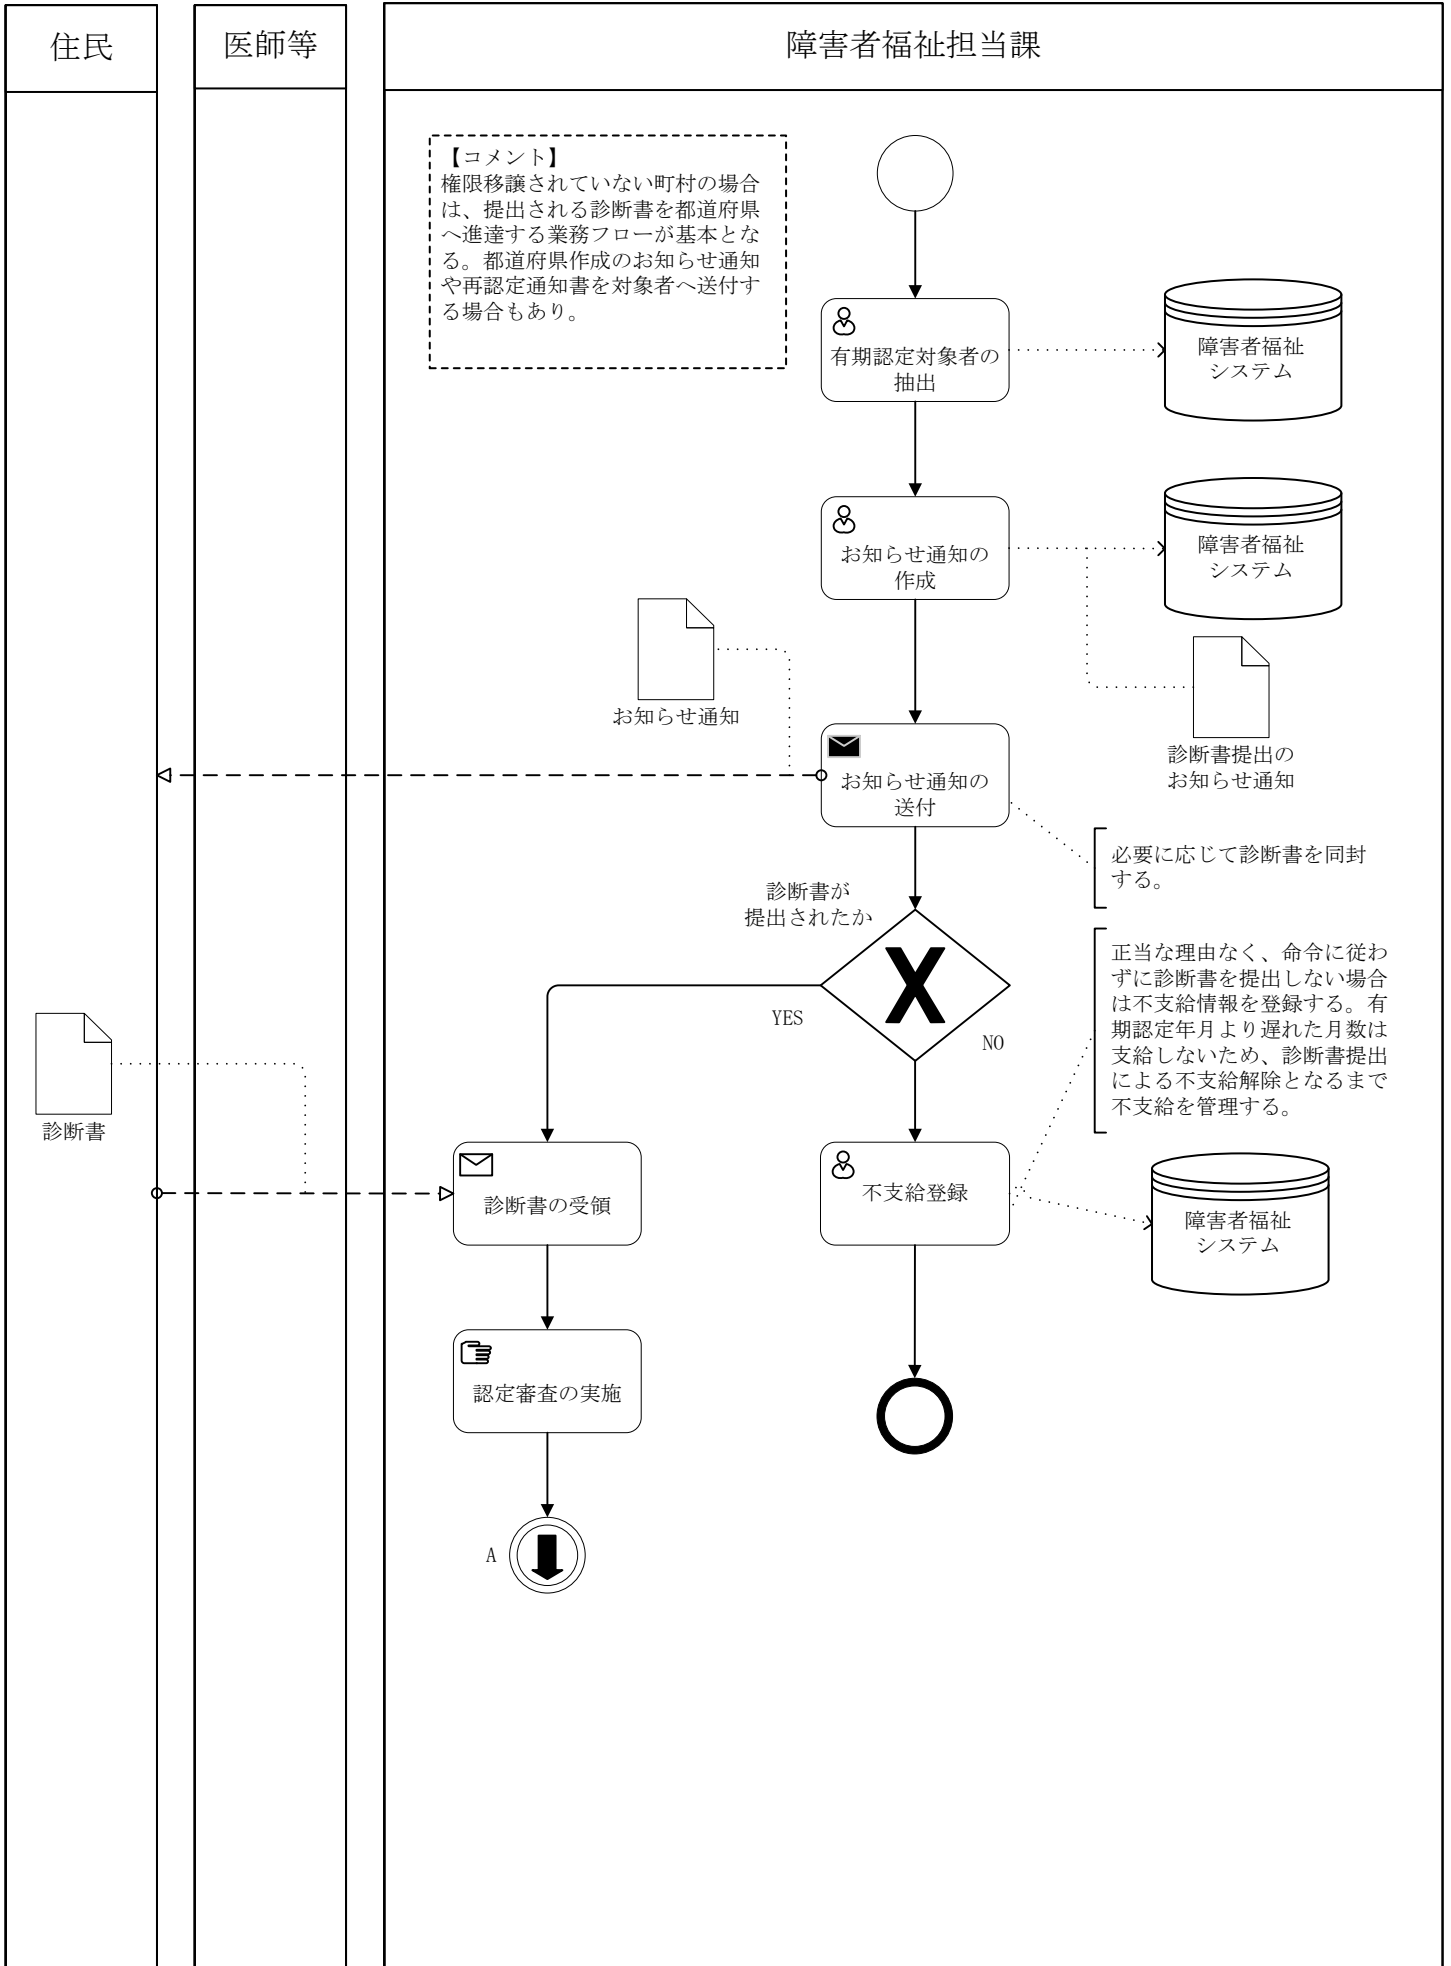 住民
医師等
障害者福祉担当課
【コメント】
権限移譲されていない町村の場合
は、提出される診断書を都道府県
へ進達する業務フローが基本とな
る。都道府県作成のお知らせ通知
や再認定通知書を対象者へ送付す
る場合もあり。
有期認定対象者の
抽出
障害者福祉
システム
お知らせ通知の
作成
障害者福祉
システム
お知らせ通知
診断書提出の
お知らせ通知
お知らせ通知の
送付
必要に応じて診断書を同封
する。
診断書が
提出されたか
X
YES
NO
正当な理由なく、命令に従わ
ずに診断書を提出しない場合
は不支給情報を登録する。有
期認定年月より遅れた月数は
支給しないため、診断書提出
による不支給解除となるまで
不支給を管理する。
診断書
診断書の受領
不支給登録
障害者福祉
システム
認定審査の実施
A